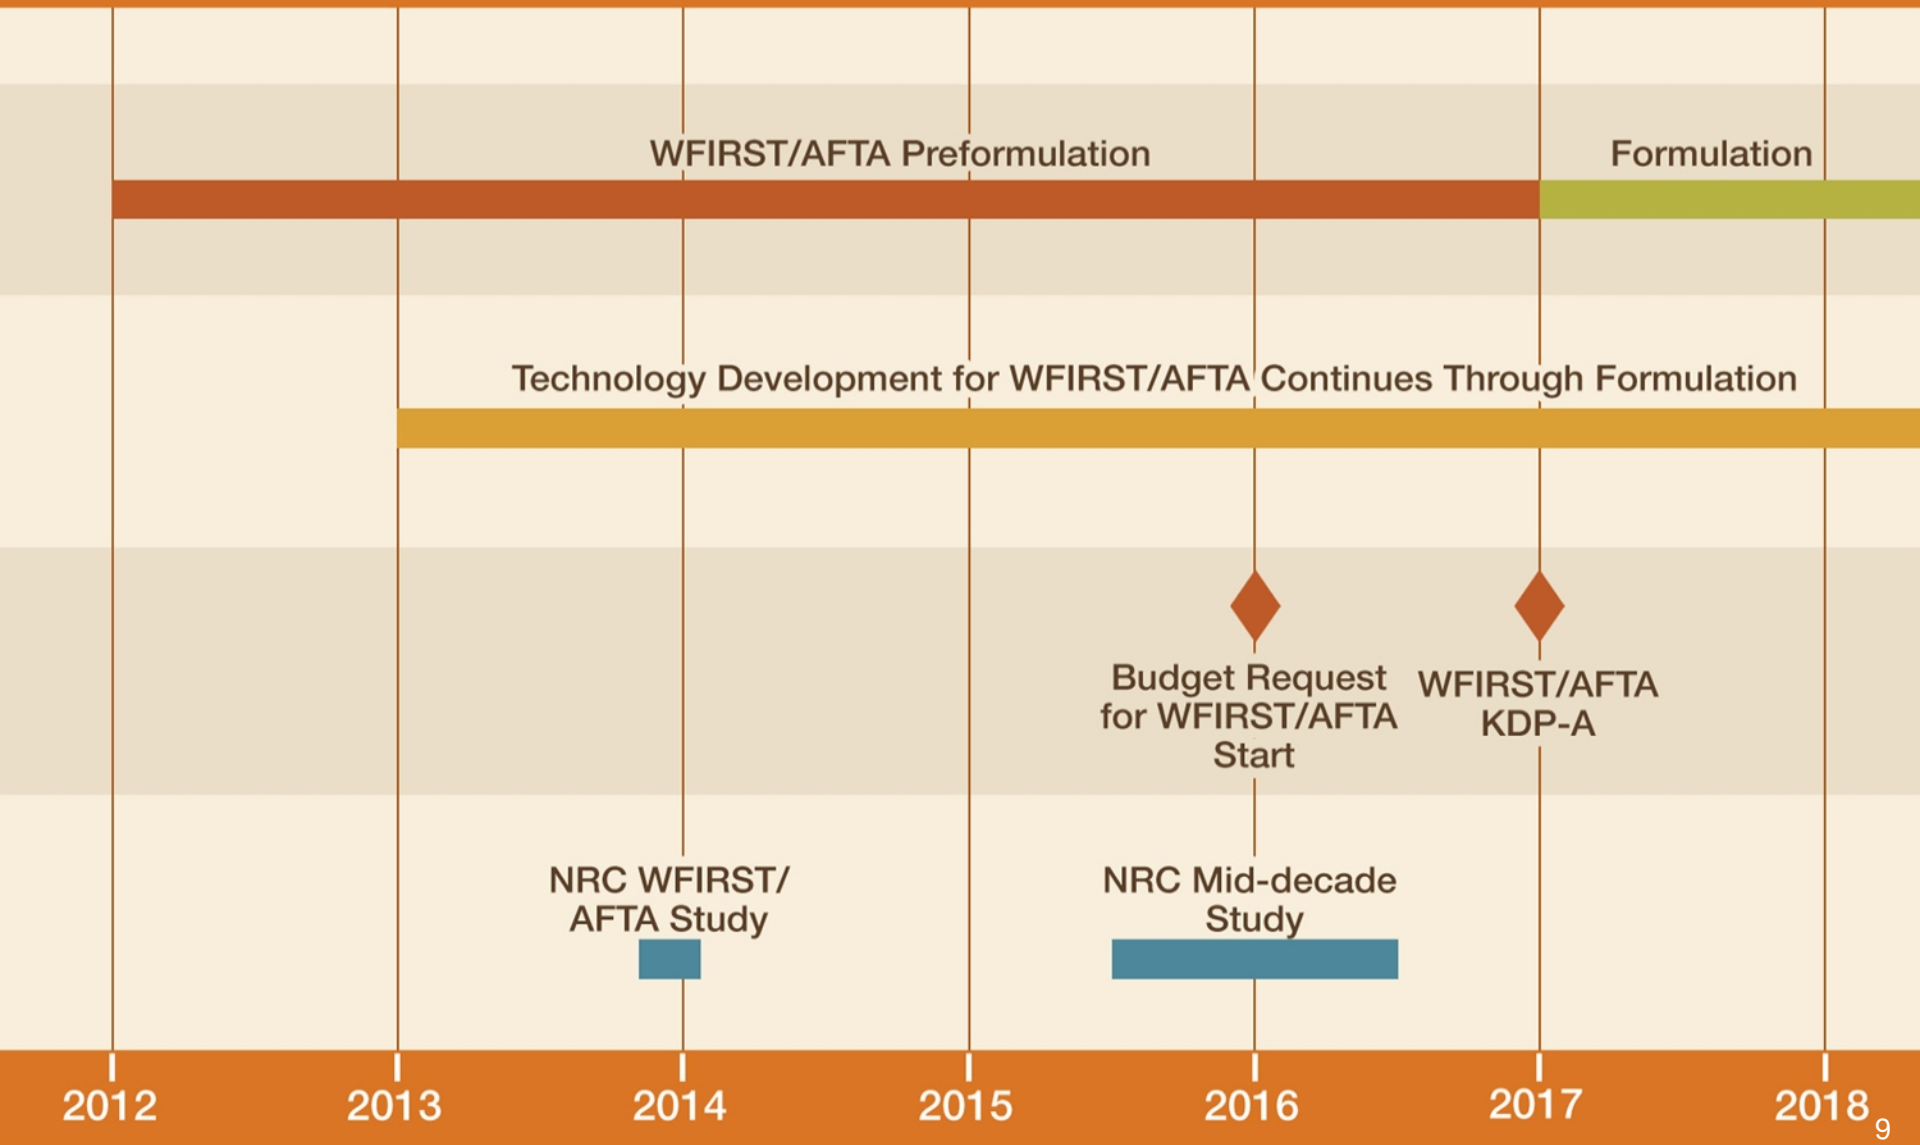 WFIRST/AFTA Preformulation
Formulation
Technology Development for WFIRST/AFTA Continues Through Formulation
Budget Request
for WFIRST/AFTA
Start
WFIRST/AFTA
KDP-A
NRC WFIRST/
AFTA Study
NRC Mid-decade
Study
2012 2013 2014 2015 2016 2017 2018
9